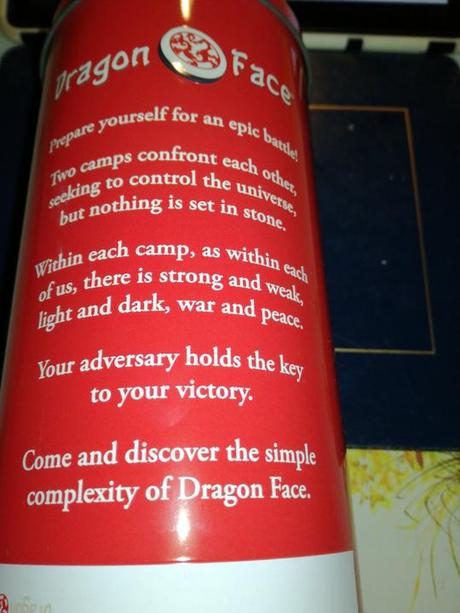 Dragon Face
Prepare yourself for an epic battle!
Two camps confront each other,
seeking to control the universe,
but nothing is set in stone.
Within each camp, as within each
of us, there is strong and weak,
light and dark, war and peace.
Your adversary holds the key
to your victory.
Come and discover the simple
complexity of Dragon Face.